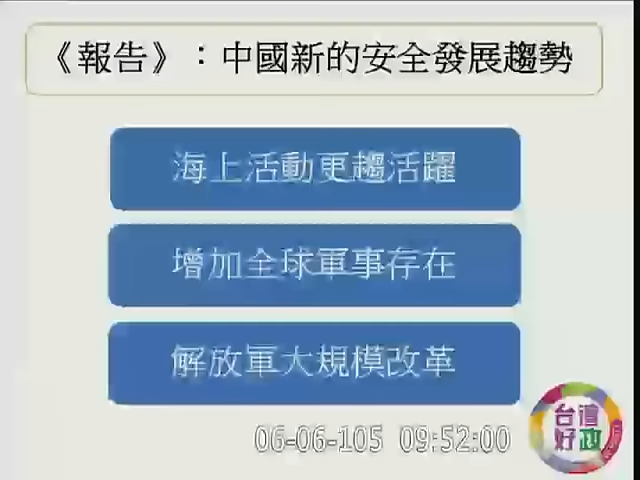 《報告》：中國新的安全發展趨勢
海上活動更趨活躍
增加全球軍事存在
解放軍大規模改革
06-06-105 09:52:00
台灣
好政